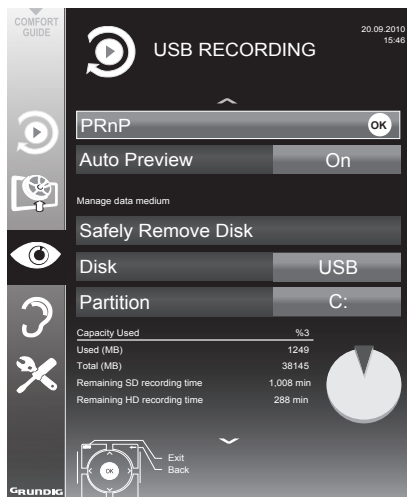 COMFORT
GUIDE
USB RECORDING
20.09.2010
15:46
PRnP OK
Auto Preview On
Manage data medium
Safely Remove Disk
Disk USB
Partition C:
Capacity Used %3
Used (MB) 1249
Total (MB) 38145
Remaining SD recording time 1,008 min
Remaining HD recording time 288 min
Exit
Back
OK
GRUNDIG